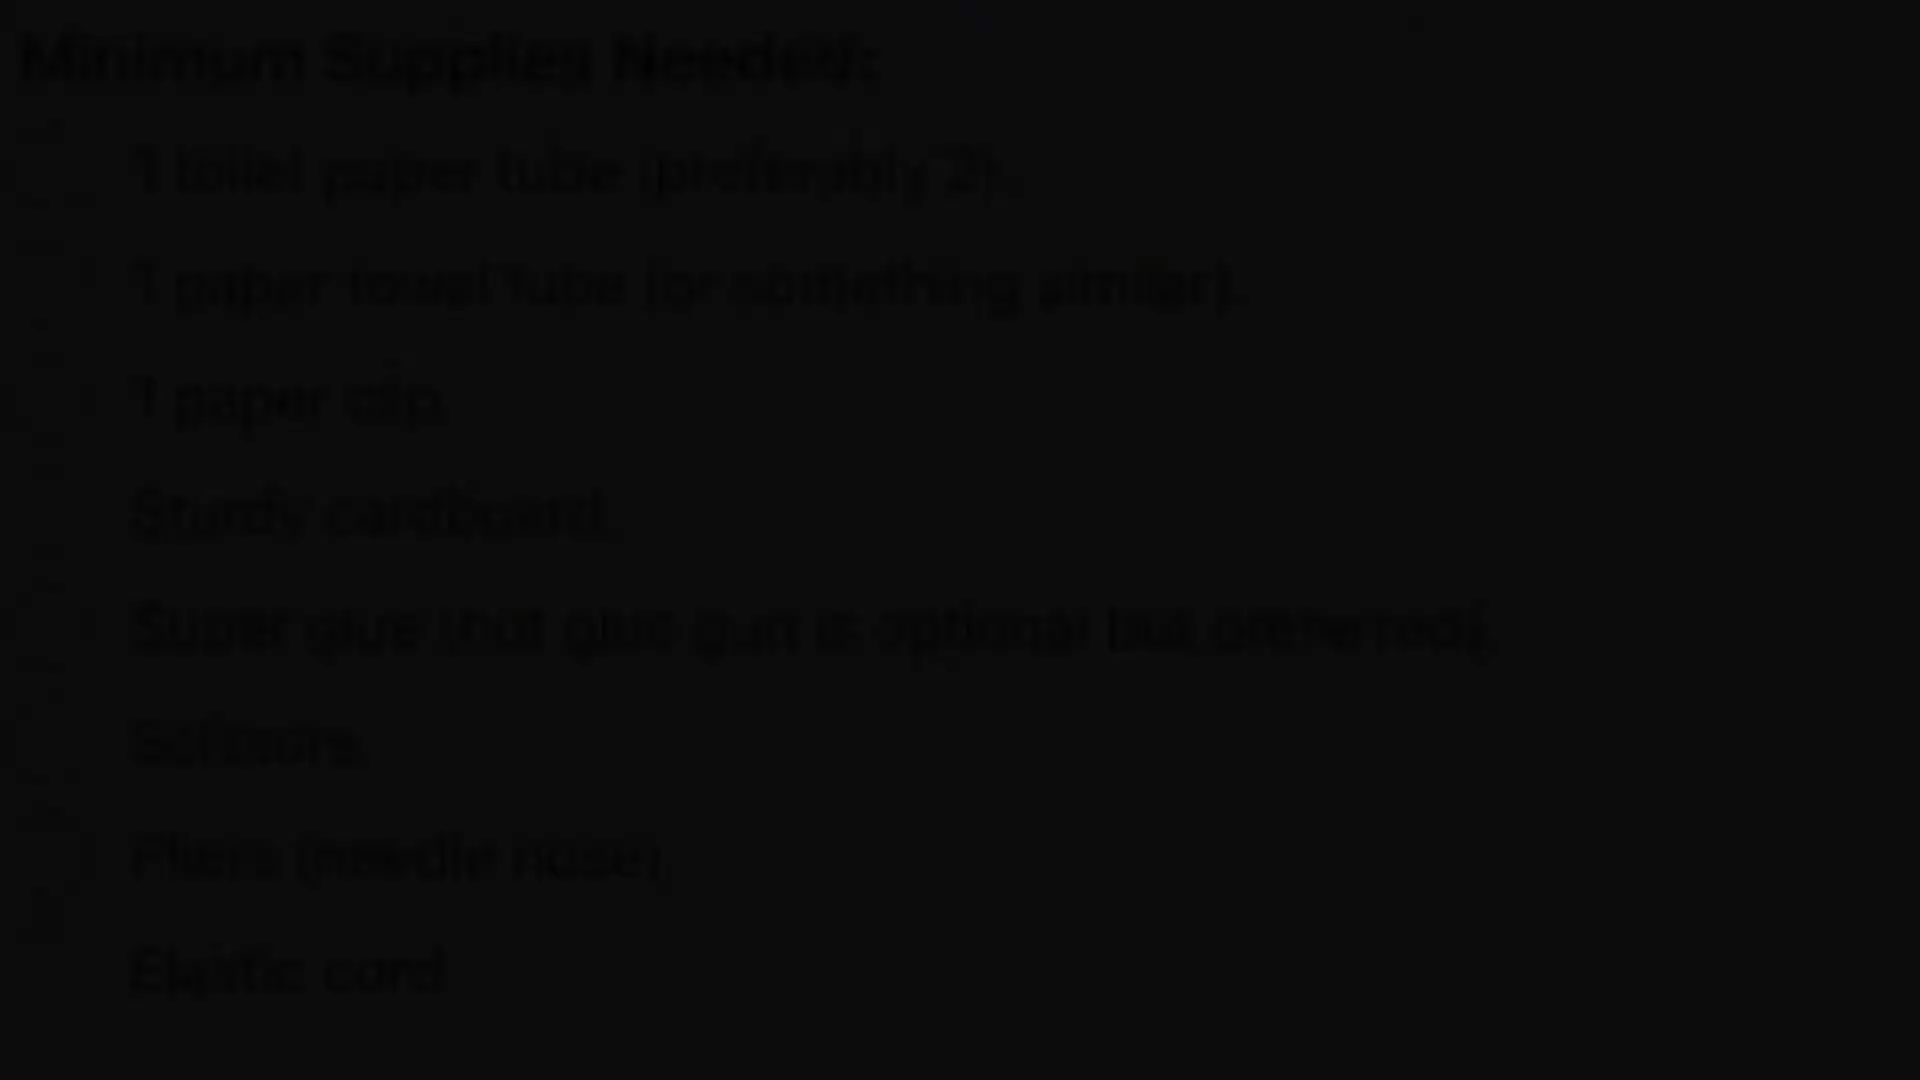 Minimum Supplies Needed:
1 toilet paper tube (preferably 2).
1 paper towel tube (or something similar).
1 paper clip.
Sturdy cardboard.
Super glue (hot glue gun is optional but preferred).
Scissors.
Pliers (needle nose).
Elastic cord